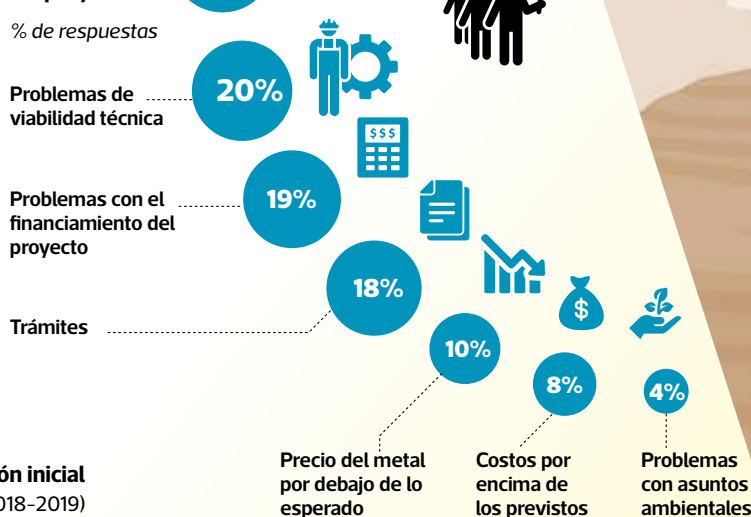 % de respuestas
20%
Problemas de
viabilidad técnica
$$$
19%
Problemas con el
financiamiento del
proyecto
18%
Trámites
10%
Precio del metal
por debajo de lo
esperado
$
8%
Costos por
encima de
los previstos
4%
Problemas
con asuntos
ambientales
ón inicial
018-2019)